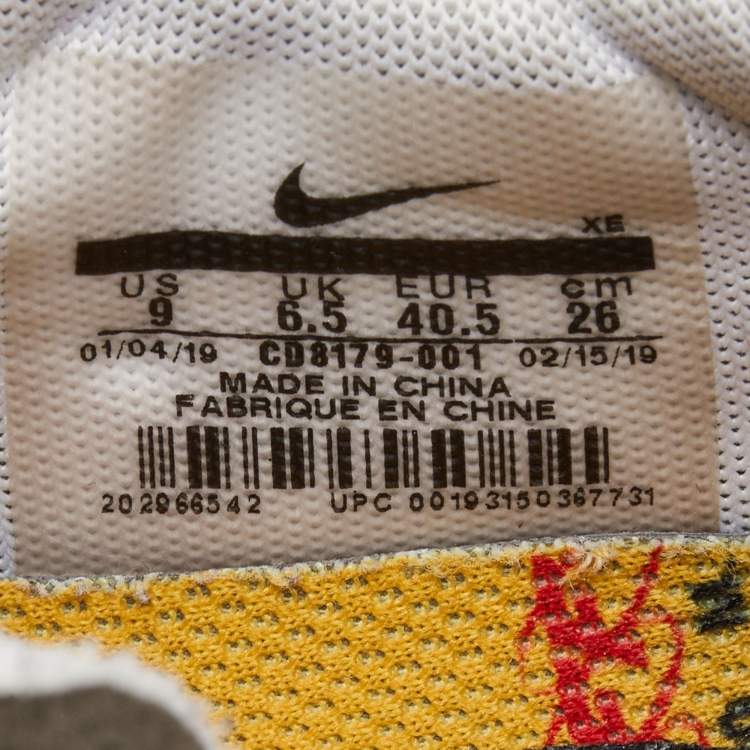 XE
US UK EUR cm
9 6.5 40.5 26
01/04/19 CD8179-001 02/15/19
MADE IN CHINA
FABRIQUE EN CHINE
202966542 UPC 00193150367731